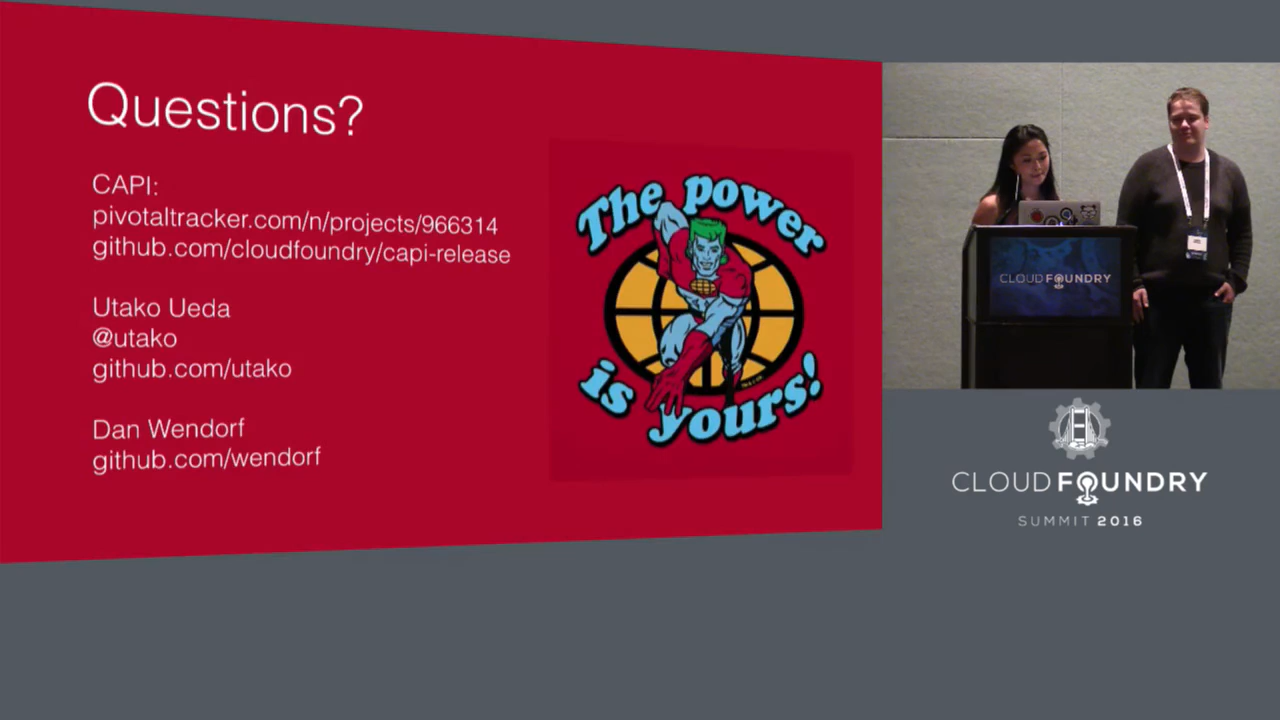 Questions?
CAPI:
pivotaltracker.com/n/projects/966314
github.com/cloudfoundry/capi-release
Utako Ueda
@utako
github.com/utako
Dan Wendorf
github.com/wendorf
The power
is yours!
CLOUD FOUNDRY
CLOUD FOUNDRY
SUMMIT 2016